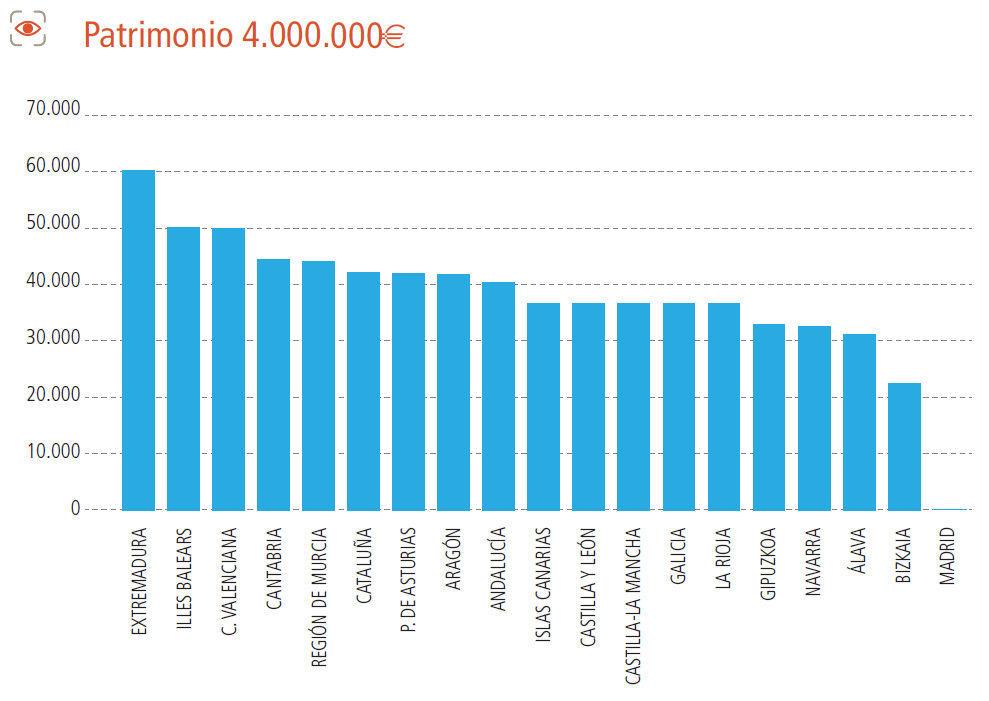 Patrimonio 4.000.000€
70.000
60.000
50.000
40.000
30.000
20.000
10.000
0
EXTREMADURA
ILLES BALEARS
C. VALENCIANA
CANTABRIA
REGIÓN DE MURCIA
CATALUÑA
P. DE ASTURIAS
ARAGÓN
ANDALUCÍA
ISLAS CANARIAS
CASTILLA Y LEÓN
CASTILLA-LA MANCHA
GALICIA
LA RIOJA
GIPUZKOA
NAVARRA
ÁLAVA
BIZKAIA
MADRID